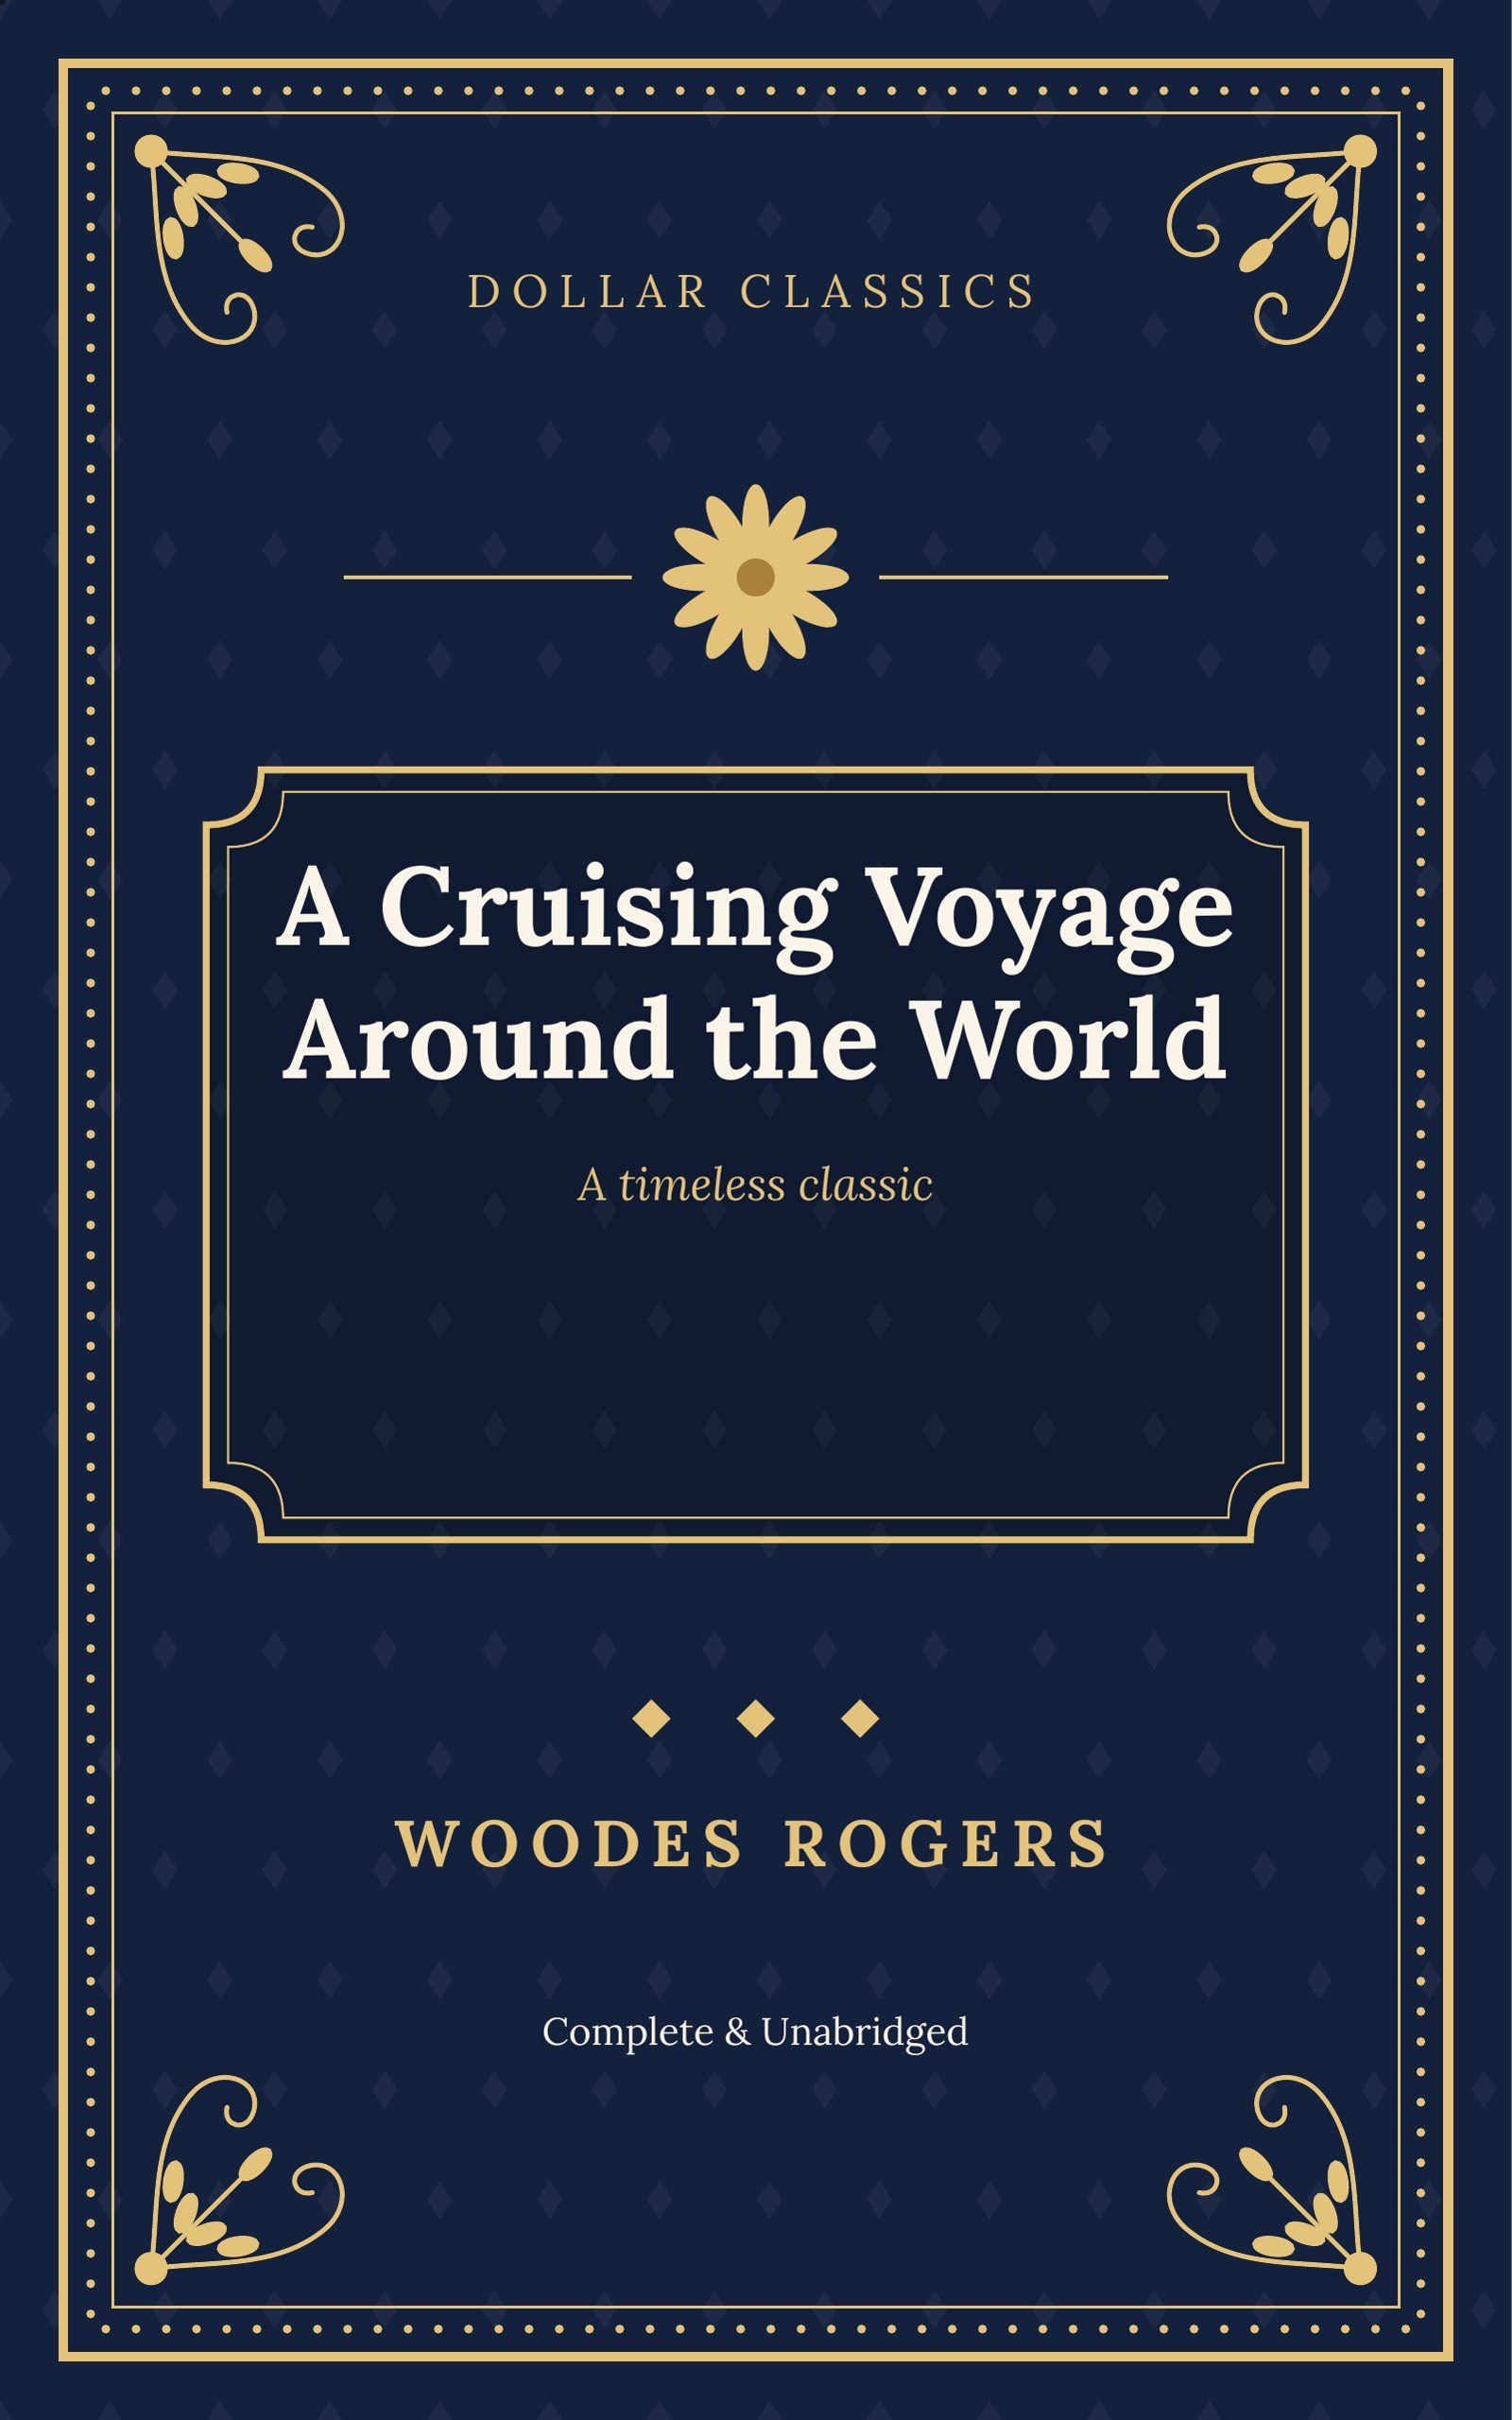 DOLLAR CLASSICS
A Cruising Voyage
Around the World
A timeless classic
WOODES ROGERS
Complete & Unabridged